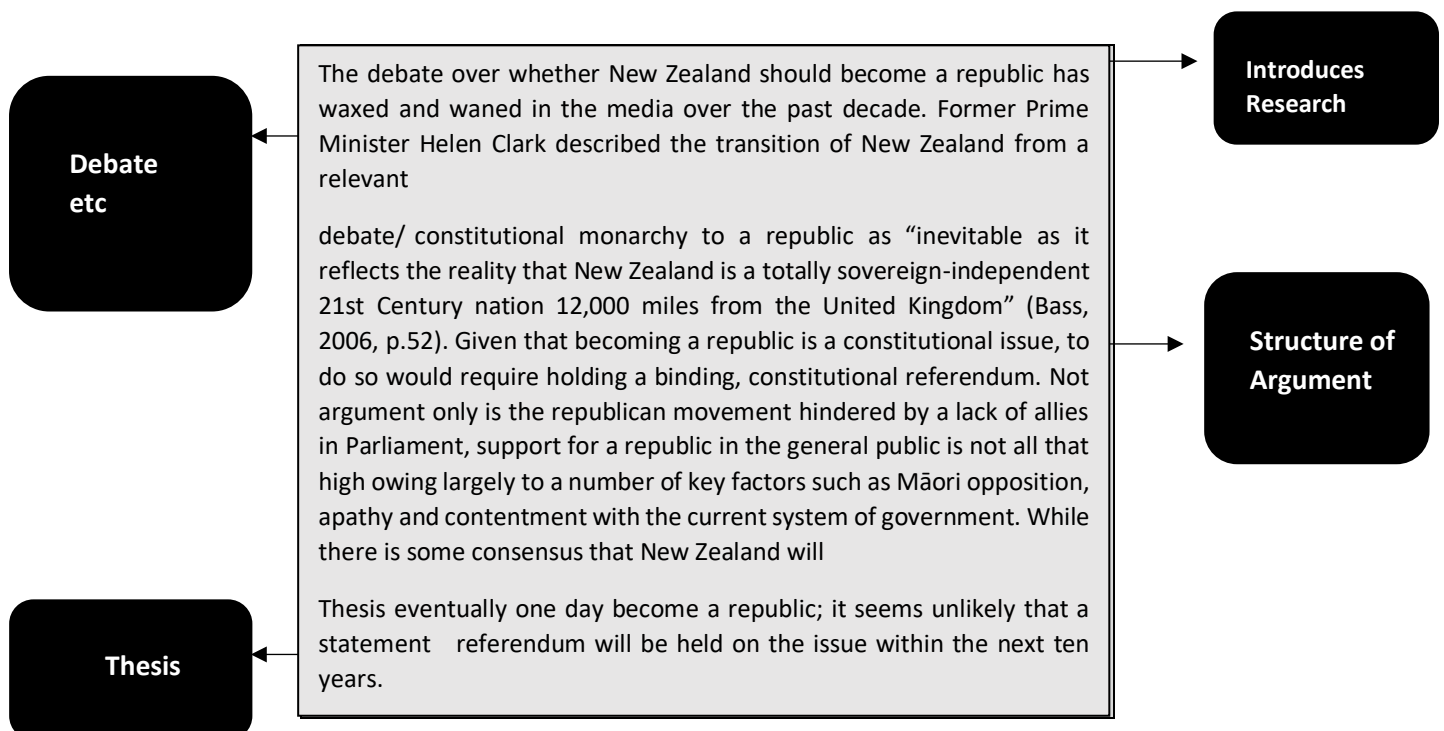 Introduces
Research
Debate
etc
The debate over whether New Zealand should become a republic has
waxed and waned in the media over the past decade. Former Prime
Minister Helen Clark described the transition of New Zealand from a
relevant
debate/ constitutional monarchy to a republic as “inevitable as it
reflects the reality that New Zealand is a totally sovereign-independent
21st Century nation 12,000 miles from the United Kingdom” (Bass,
2006, p.52). Given that becoming a republic is a constitutional issue, to
do so would require holding a binding, constitutional referendum. Not
argument only is the republican movement hindered by a lack of allies
in Parliament, support for a republic in the general public is not all that
high owing largely to a number of key factors such as Māori opposition,
apathy and contentment with the current system of government. While
there is some consensus that New Zealand will
Thesis eventually one day become a republic; it seems unlikely that a
statement referendum will be held on the issue within the next ten
years.
Structure of
Argument
Thesis